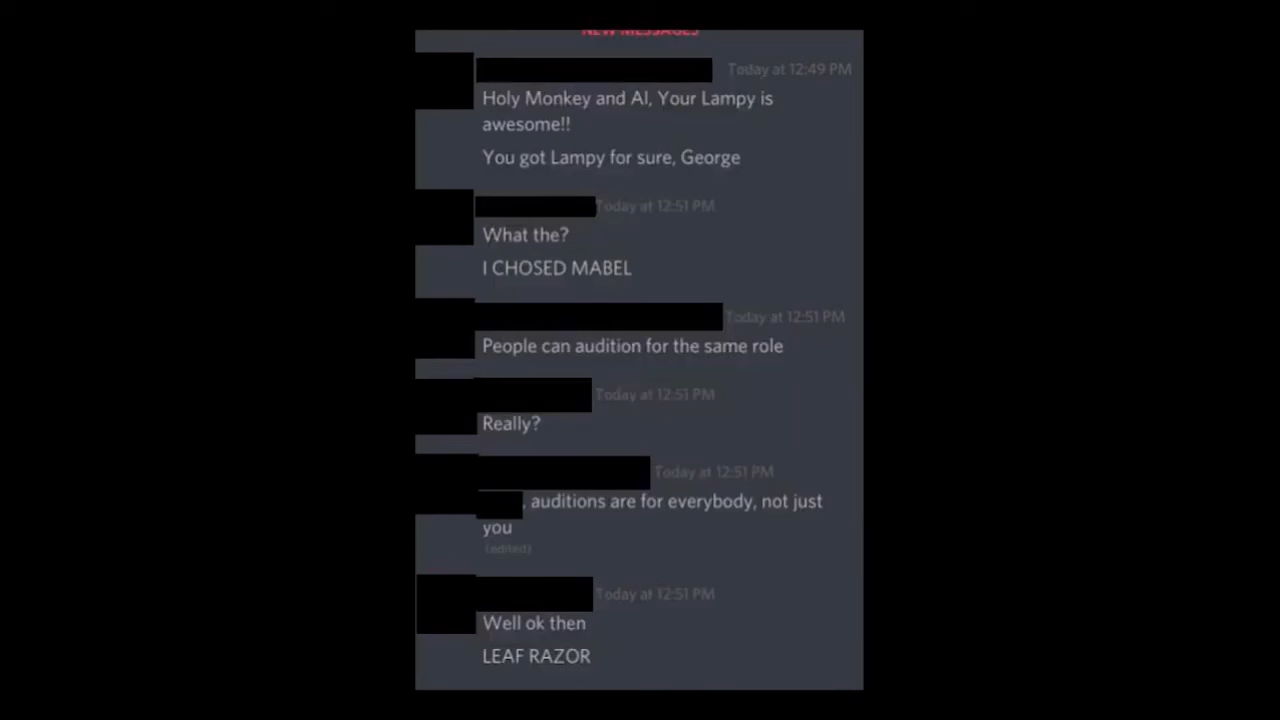 NEW MESSAGES
Today at 12:49 PM
Holy Monkey and AI, Your Lampy is
awesome!!
You got Lampy for sure, George
Today at 12:51 PM
What the?
I CHOSED MABEL
Today at 12:51 PM
People can audition for the same role
Today at 12:51 PM
Really?
Today at 12:51 PM
, auditions are for everybody, not just
you
(edited)
Today at 12:51 PM
Well ok then
LEAF RAZOR